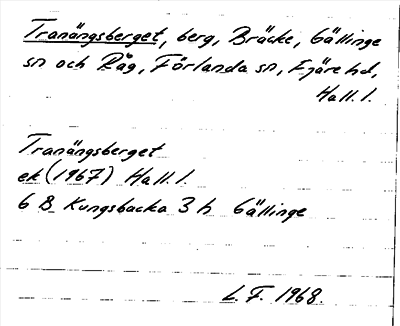 Tranängsberget, berg, Bräcke, Gällinge
sn och Råg, Förlanda sn, Fjäre hd,
Hall. l.
Tranängsberget
ek (1967) Hall. l.
6 B Kungsbacka 3 h Gällinge
L. F. 1968.